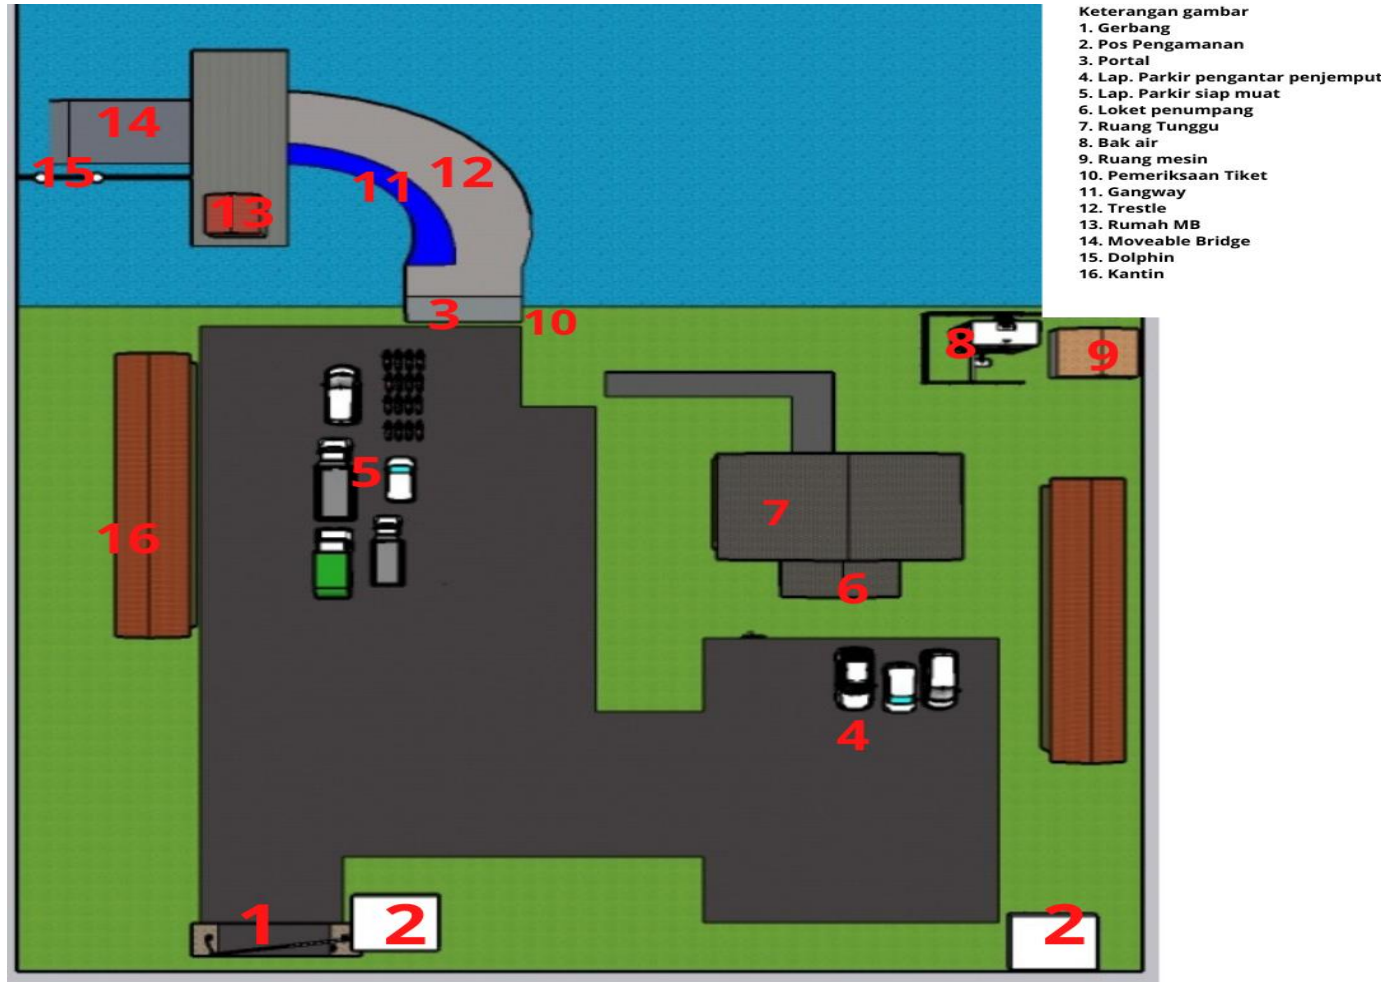 Keterangan gambar
1. Gerbang
2. Pos Pengamanan
3. Portal
4. Lap. Parkir pengantar penjemput
5. Lap. Parkir siap muat
6. Loket penumpang
7. Ruang Tunggu
8. Bak air
9. Ruang mesin
10. Pemeriksaan Tiket
11. Gangway
12. Trestle
13. Rumah MB
14. Moveable Bridge
15. Dolphin
16. Kantin
14
12
15
11
13
3
10
8
9
5
7
16
6
4
1
2
2